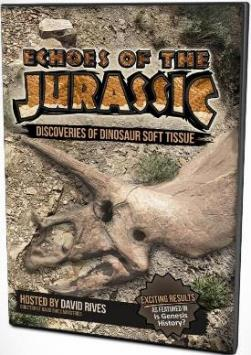 ECHOES OF THE
JURASSIC
DISCOVERIES OF DINOSAUR SOFT TISSUE
HOSTED BY DAVID RIVES
EXCITING RESULTS
AS FEATURED IN
Is Genesis
History?